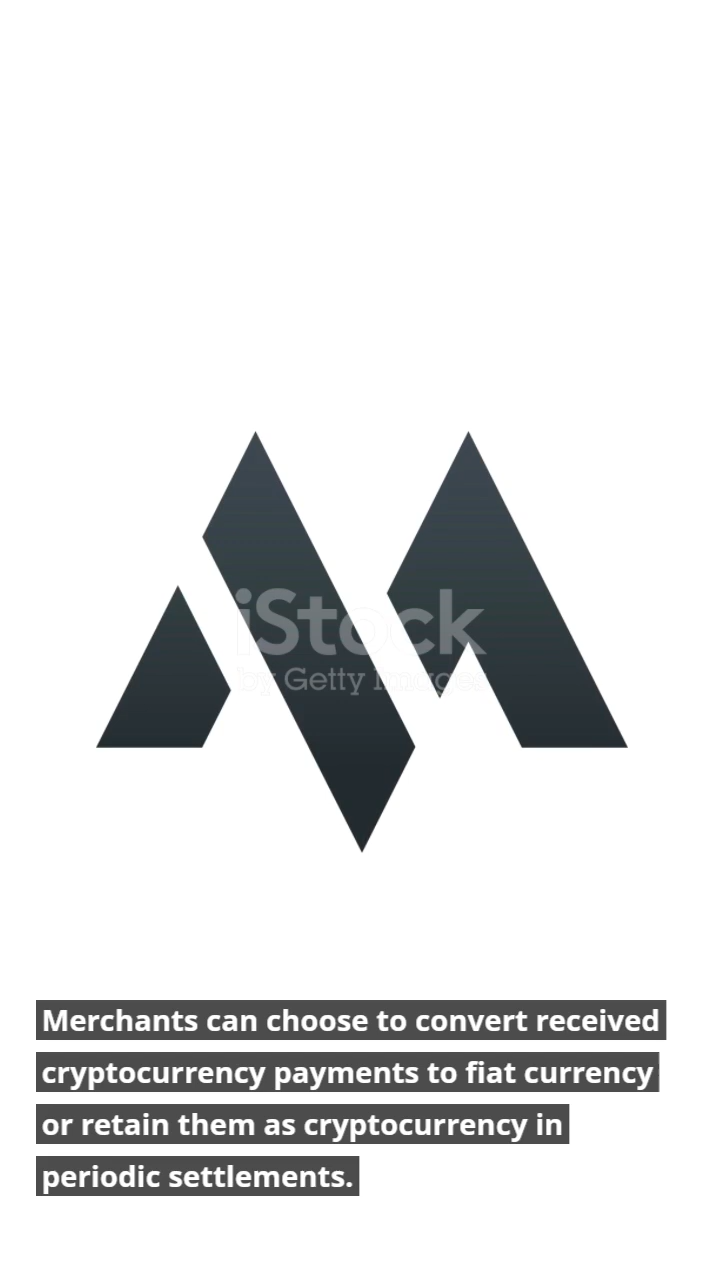 iStock
by Getty Images
Merchants can choose to convert received
cryptocurrency payments to fiat currency
or retain them as cryptocurrency in
periodic settlements.